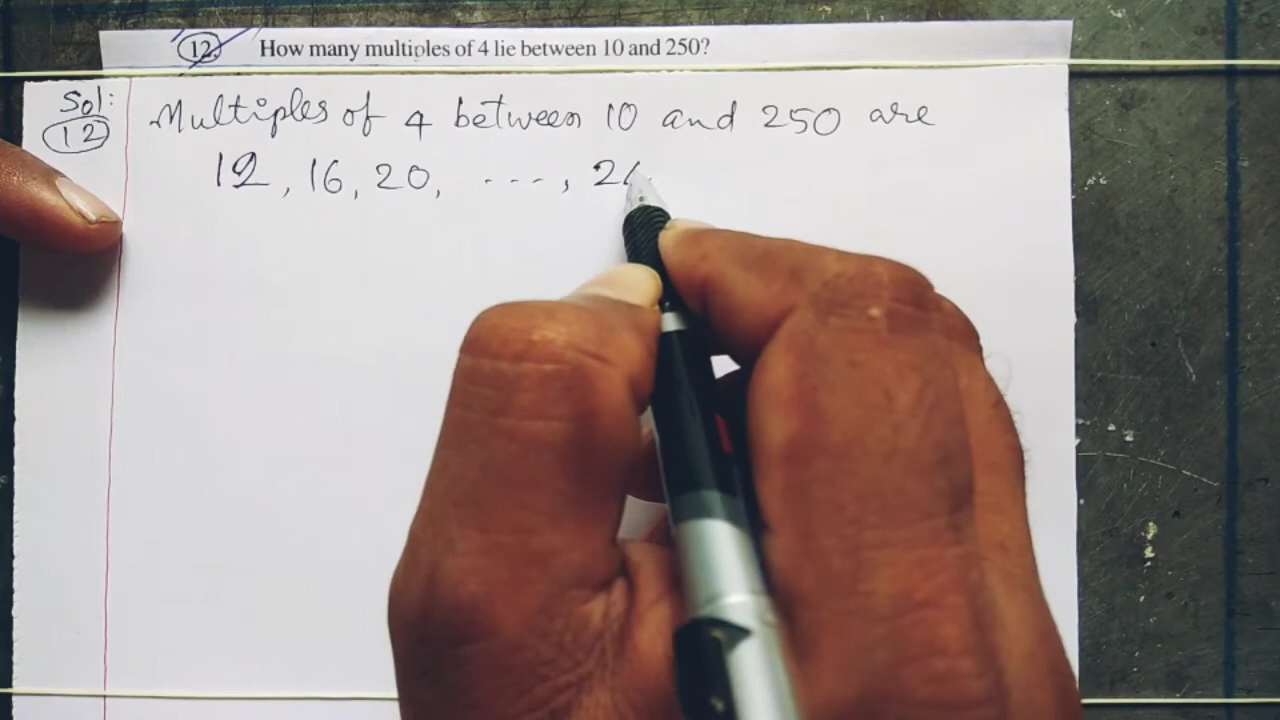 12. How many multiples of 4 lie between 10 and 250?
Sol:
12
Multiples of 4 between 10 and 250 are
12, 16, 20, ----,